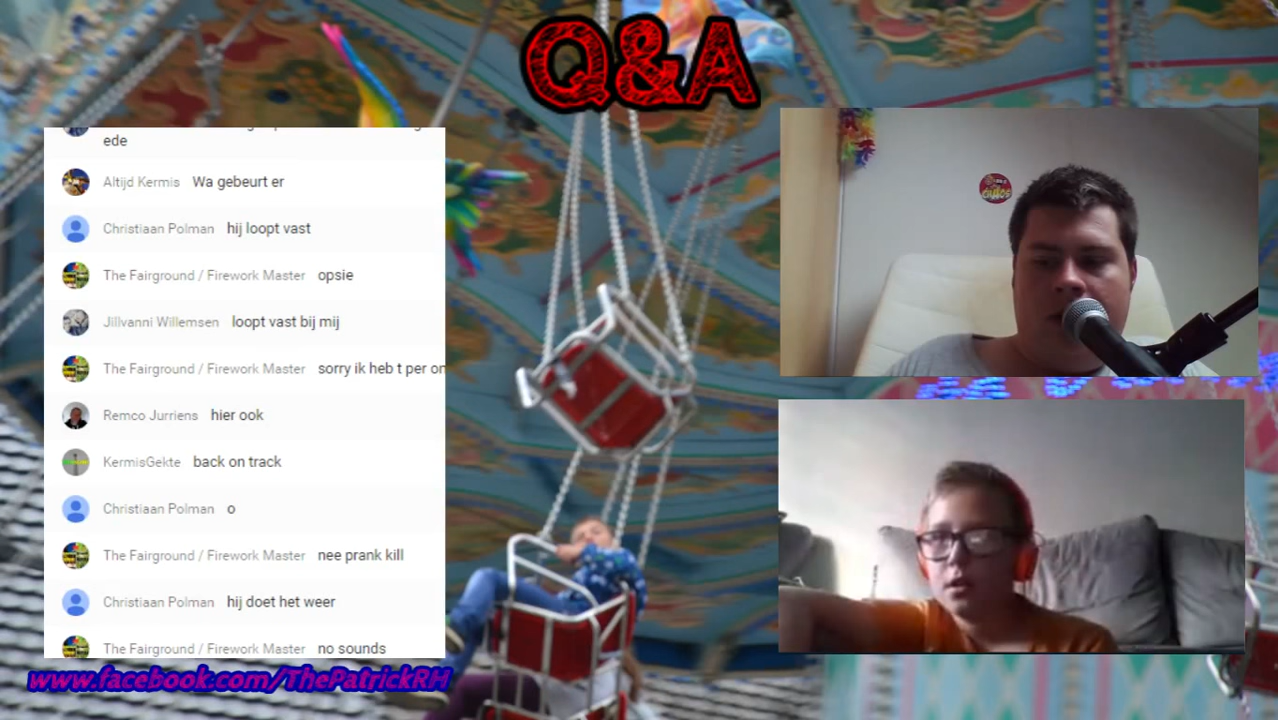 Q&A
ede
Altijd Kermis Wa gebeurt er
Christiaan Polman hij loopt vast
The Fairground / Firework Master opsie
Jillvanni Willemsen loopt vast bij mij
The Fairground / Firework Master sorry ik heb t per on
Remco Jurriens hier ook
KermisGekte back on track
Christiaan Polman o
The Fairground / Firework Master nee prank kill
Christiaan Polman hij doet het weer
The Fairground / Firework Master no sounds
www.facebook.com/ThePatrickRH